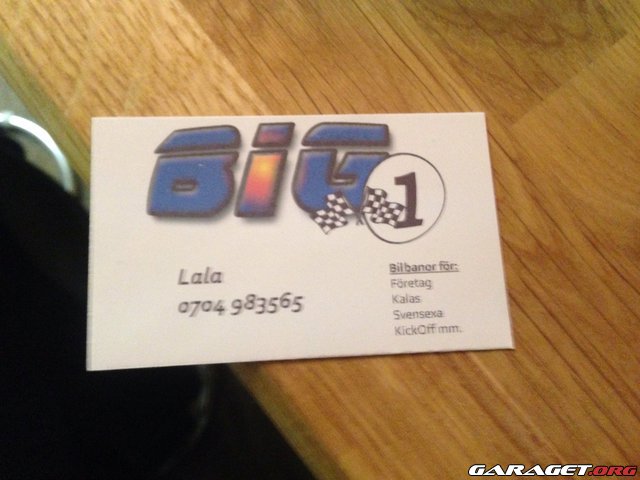 BIG 1
Lala
0704 983565
Bilbanor för:
Företag
Kalas
Svensexa
KickOff mm.
GARAGET.ORG